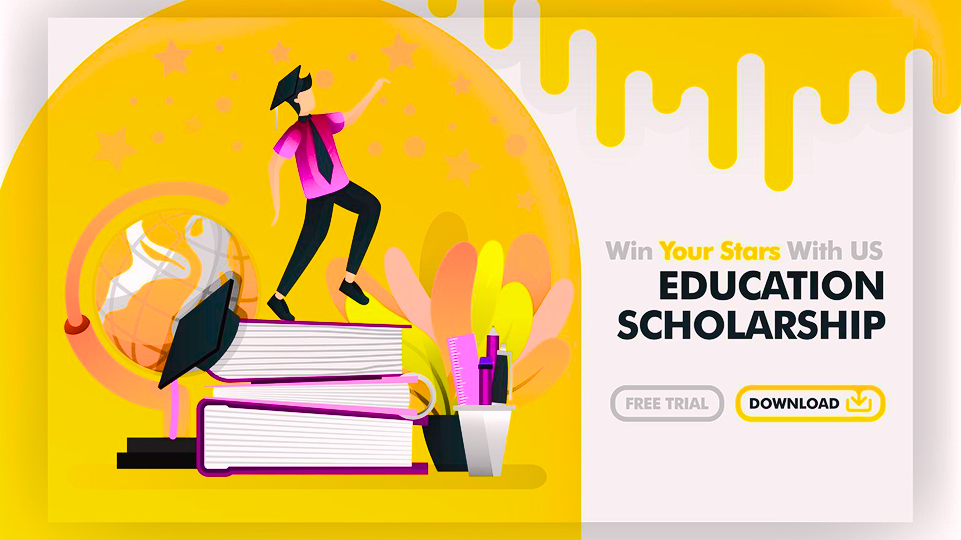 Win Your Stars With US
EDUCATION
SCHOLARSHIP
FREE TRIAL
DOWNLOAD